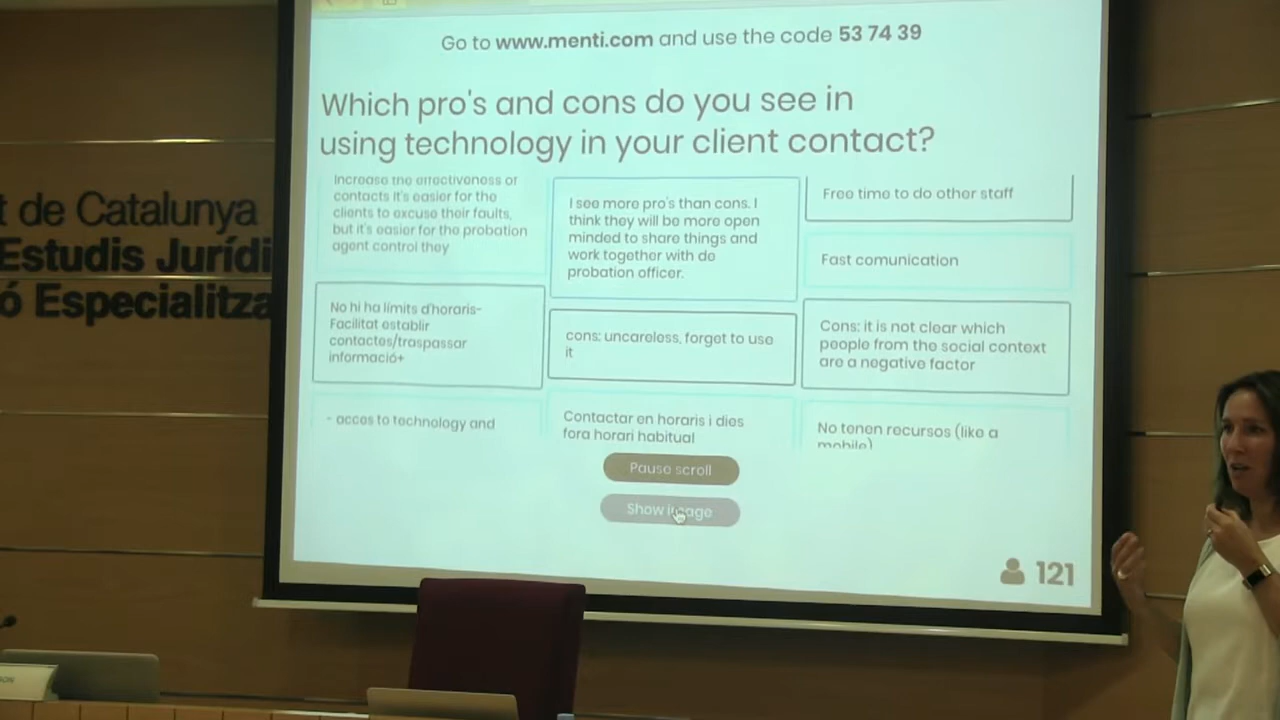 Go to www.menti.com and use the code 53 74 39
Which pro's and cons do you see in
using technology in your client contact?
Increase the effectiveness of
contacts it's easier for the
clients to excuse their faults,
but it's easier for the probation
agent control they
No hi ha límits d'horaris-
Facilitat establir
contactes/traspassar
informació+
- acces to technology and
I see more pro's than cons. I
think they will be more open
minded to share things and
work together with de
probation officer.
cons: uncareless, forget to use
it
Contactar en horaris i dies
fora horari habitual
Free time to do other staff
Fast comunication
Cons: it is not clear which
people from the social context
are a negative factor
No tenen recursos (like a
mobile)
Pause scroll
Show image
121
t de Catalunya
Estudis Jurídi
ó Especialitza